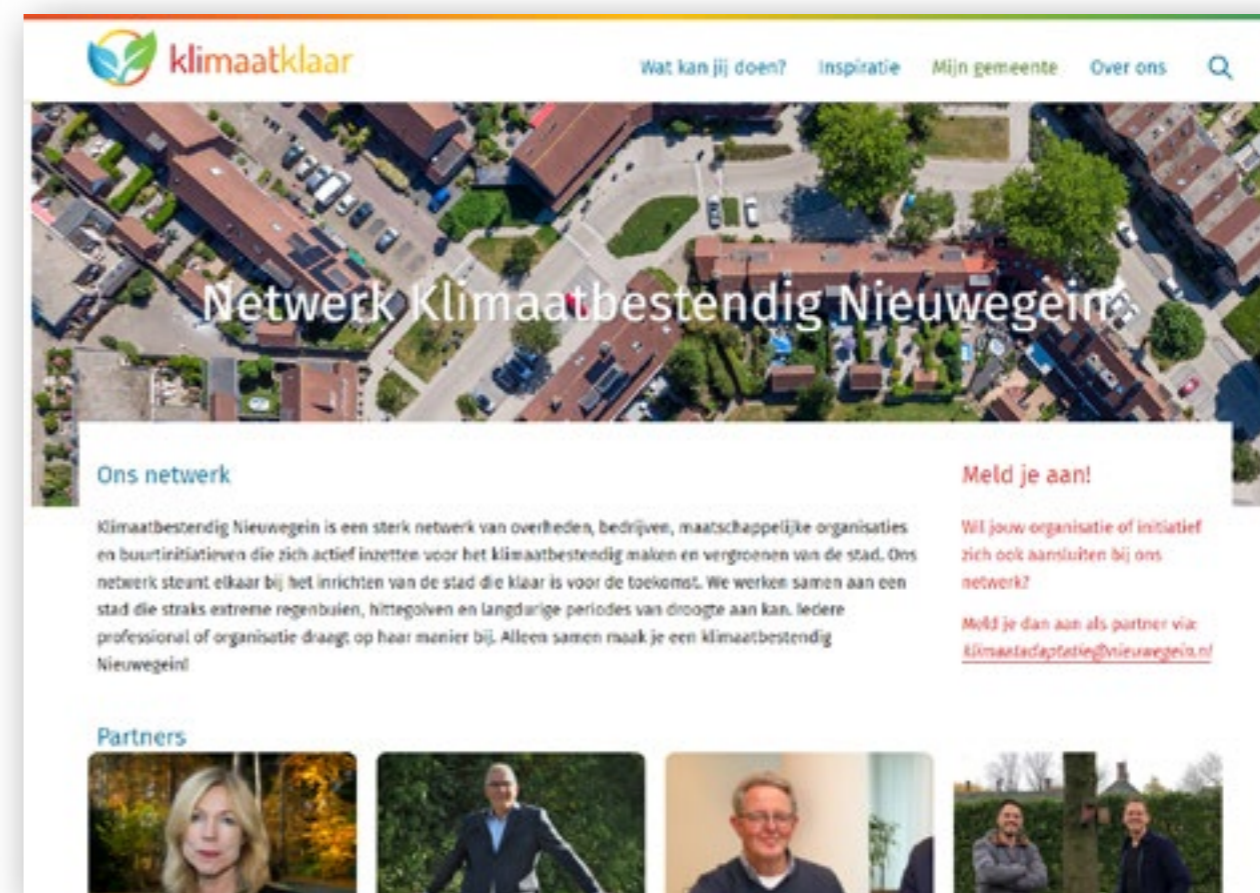 klimaatklaar
Wat kan jij doen? Inspiratie Mijn gemeente Over ons
Netwerk Klimaatbestendig Nieuwegein
Ons netwerk
Klimaatbestendig Nieuwegein is een sterk netwerk van overheden, bedrijven, maatschappelijke organisaties
en buurtinitiatieven die zich actief inzetten voor het klimaatbestendig maken en vergroenen van de stad. Ons
netwerk steunt elkaar bij het inrichten van de stad die klaar is voor de toekomst. We werken samen aan een
stad die straks extreme regenbuien, hittegolven en langdurige periodes van droogte aan kan. Iedere
professional of organisatie draagt op haar manier bij. Alleen samen maak je een klimaatbestendig
Nieuwegein!
Meld je aan!
Wil jouw organisatie of initiatief
zich ook aansluiten bij ons
netwerk?
Meld je dan aan als partner via:
klimaatadaptatie@nieuwegein.nl
Partners